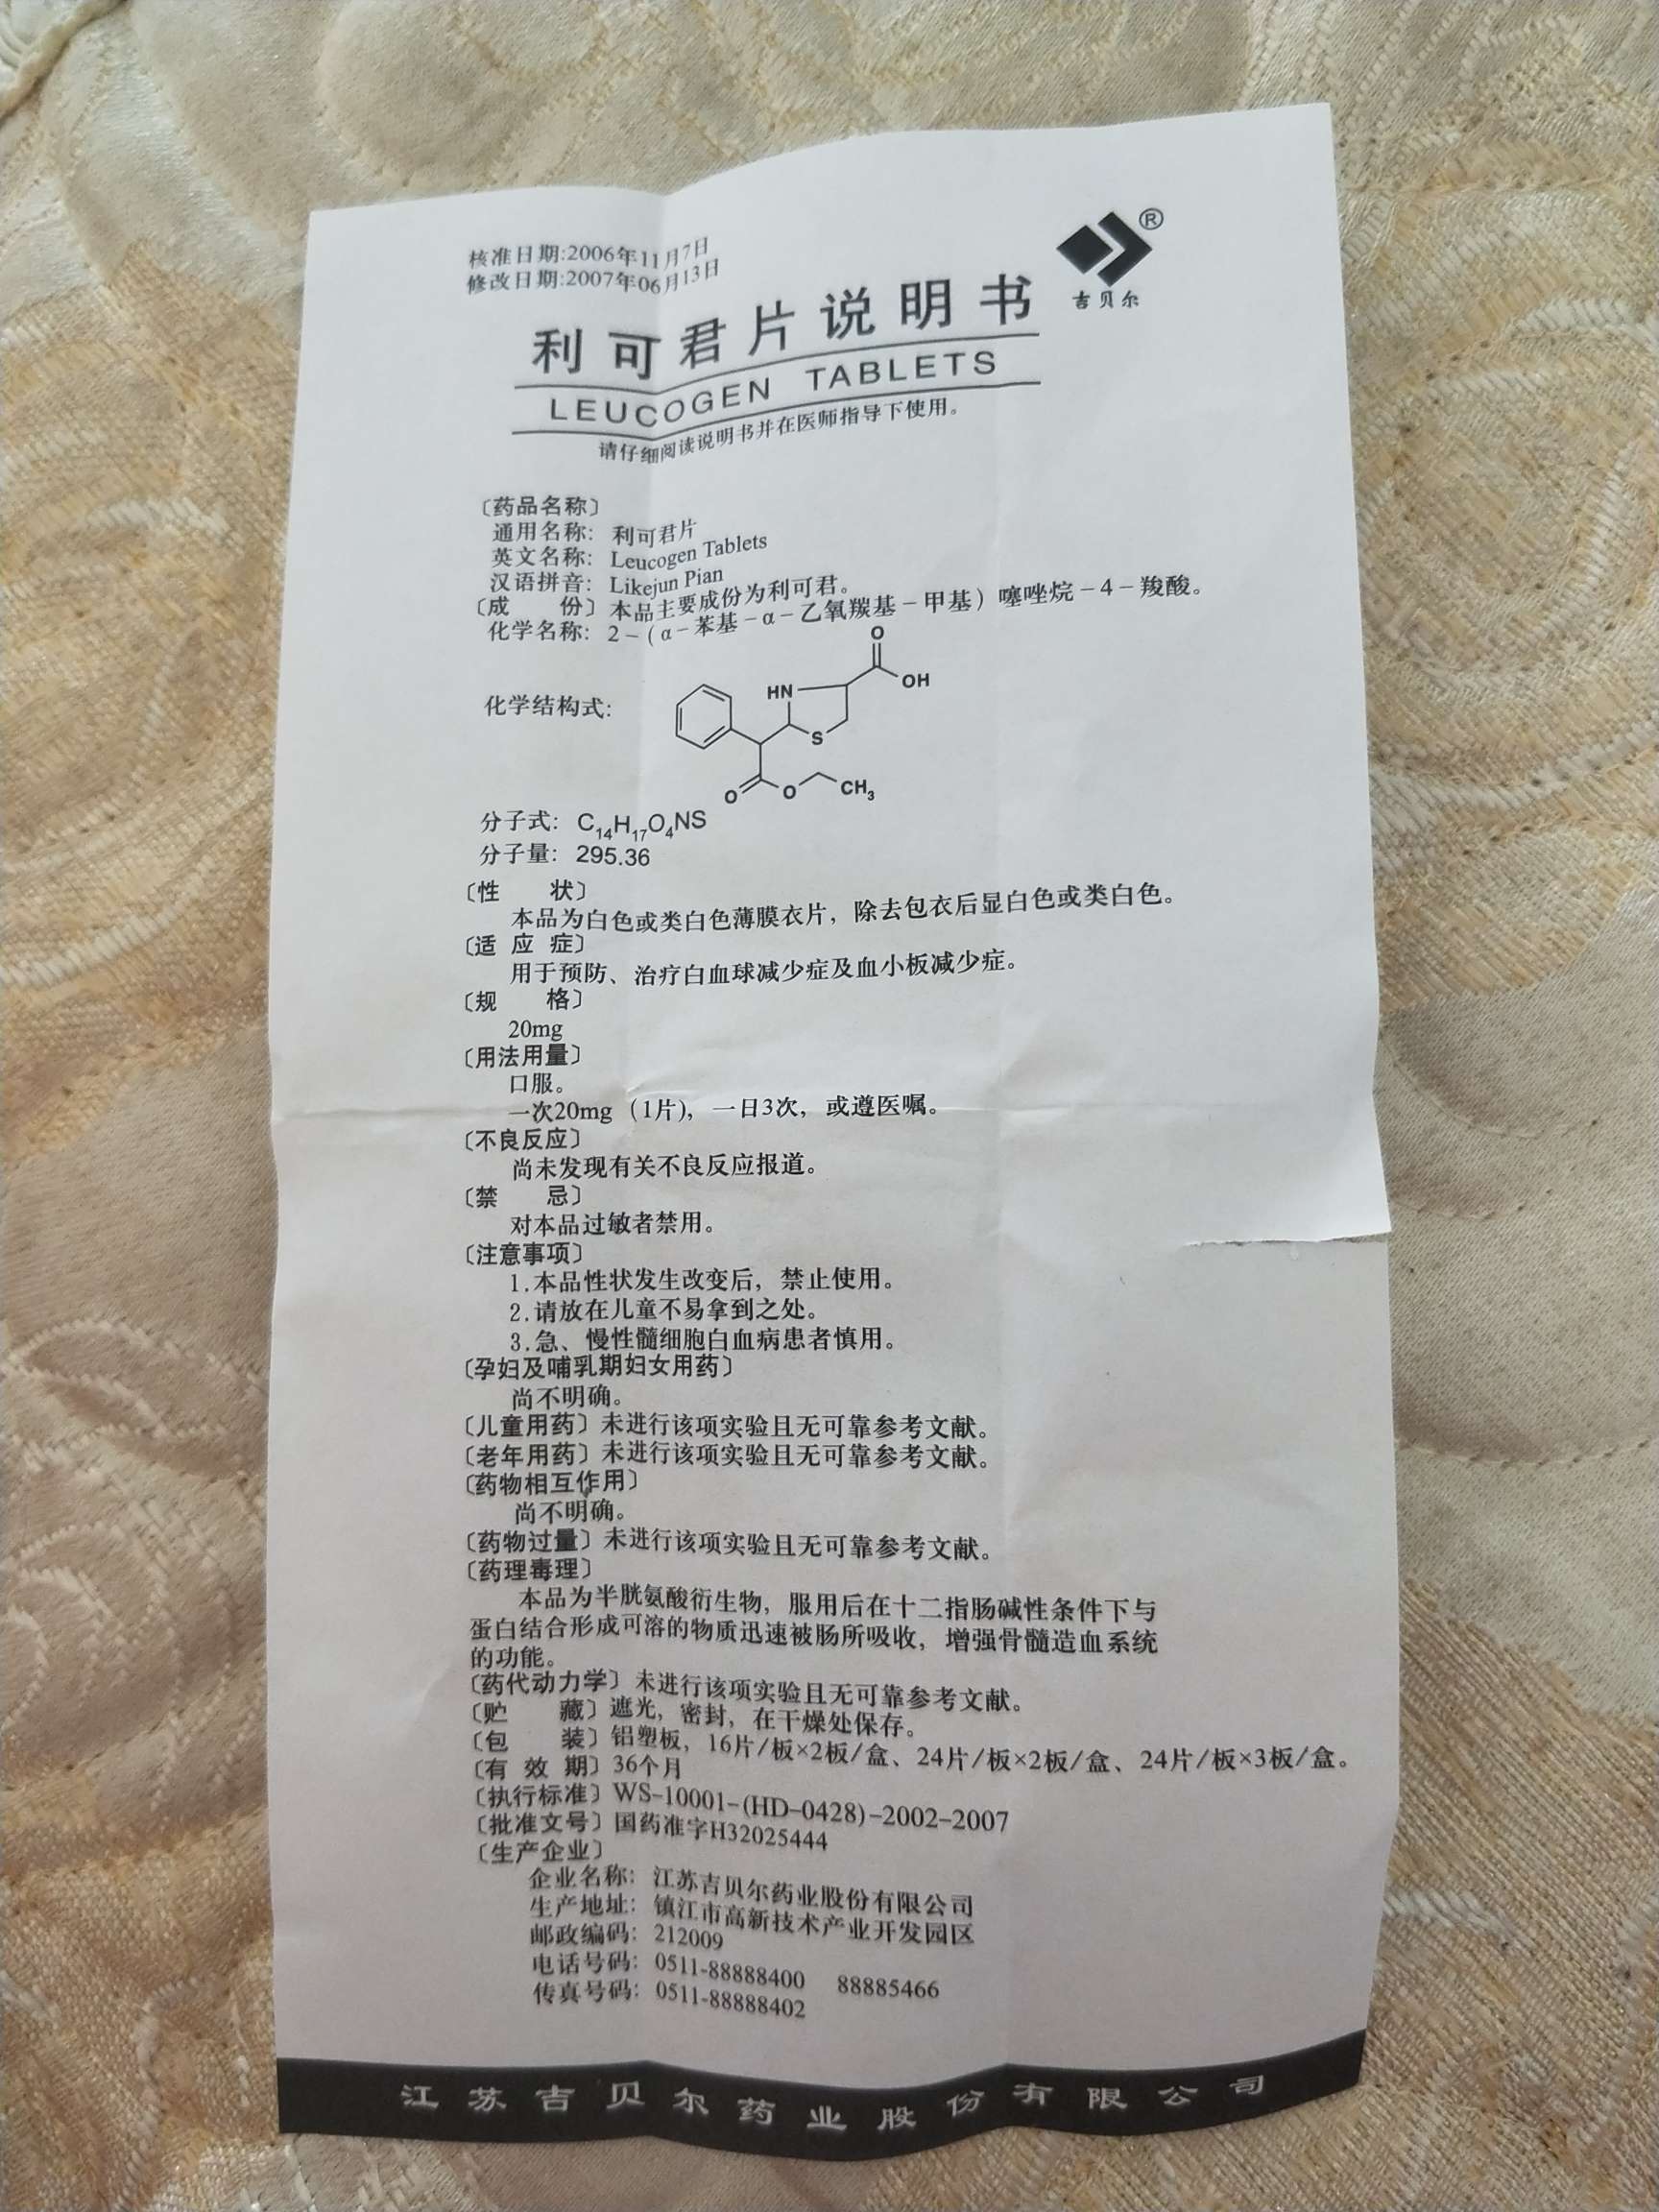 核准日期:2006年11月7日
修改日期:2007年06月13日
®
吉贝尔
利可君片说明书
LEUCOGEN TABLETS
请仔细阅读说明书并在医师指导下使用。
〔药品名称〕
通用名称：利可君片
英文名称：Leucogen Tablets
汉语拼音：Likejun Pian
〔成 份〕本品主要成份为利可君。
化学名称：2－(α－苯基－α－乙氧羰基－甲基）噻唑烷－4－羧酸。
化学结构式：
O
OH
HN
S
O
O
CH3
分子式：C14H17O4NS
分子量：295.36
〔性 状〕
本品为白色或类白色薄膜衣片，除去包衣后显白色或类白色。
〔适 应 症〕
用于预防、治疗白血球减少症及血小板减少症。
〔规 格〕
20mg
〔用法用量〕
口服。
一次20mg（1片)，一日3次，或遵医嘱。
〔不良反应〕
尚未发现有关不良反应报道。
〔禁 忌〕
对本品过敏者禁用。
〔注意事项〕
1.本品性状发生改变后，禁止使用。
2.请放在儿童不易拿到之处。
3.急、慢性髓细胞白血病患者慎用。
〔孕妇及哺乳期妇女用药〕
尚不明确。
〔儿童用药〕未进行该项实验且无可靠参考文献。
〔老年用药〕未进行该项实验且无可靠参考文献。
〔药物相互作用〕
尚不明确。
〔药物过量〕未进行该项实验且无可靠参考文献。
〔药理毒理〕
本品为半胱氨酸衍生物，服用后在十二指肠碱性条件下与
蛋白结合形成可溶的物质迅速被肠所吸收，增强骨髓造血系统
的功能。
〔药代动力学〕未进行该项实验且无可靠参考文献。
〔贮 藏〕遮光，密封，在干燥处保存。
〔包 装〕铝塑板，16片/板×2板/盒、24片/板×2板/盒、24片/板×3板/盒。
〔有 效 期〕36个月
〔执行标准〕WS-10001-(HD-0428)-2002-2007
〔批准文号〕国药准字H32025444
〔生产企业〕
企业名称：江苏吉贝尔药业股份有限公司
生产地址：镇江市高新技术产业开发园区
邮政编码：212009
电话号码：0511-88888400 88885466
传真号码：0511-88888402
江苏吉贝尔药业股份有限公司